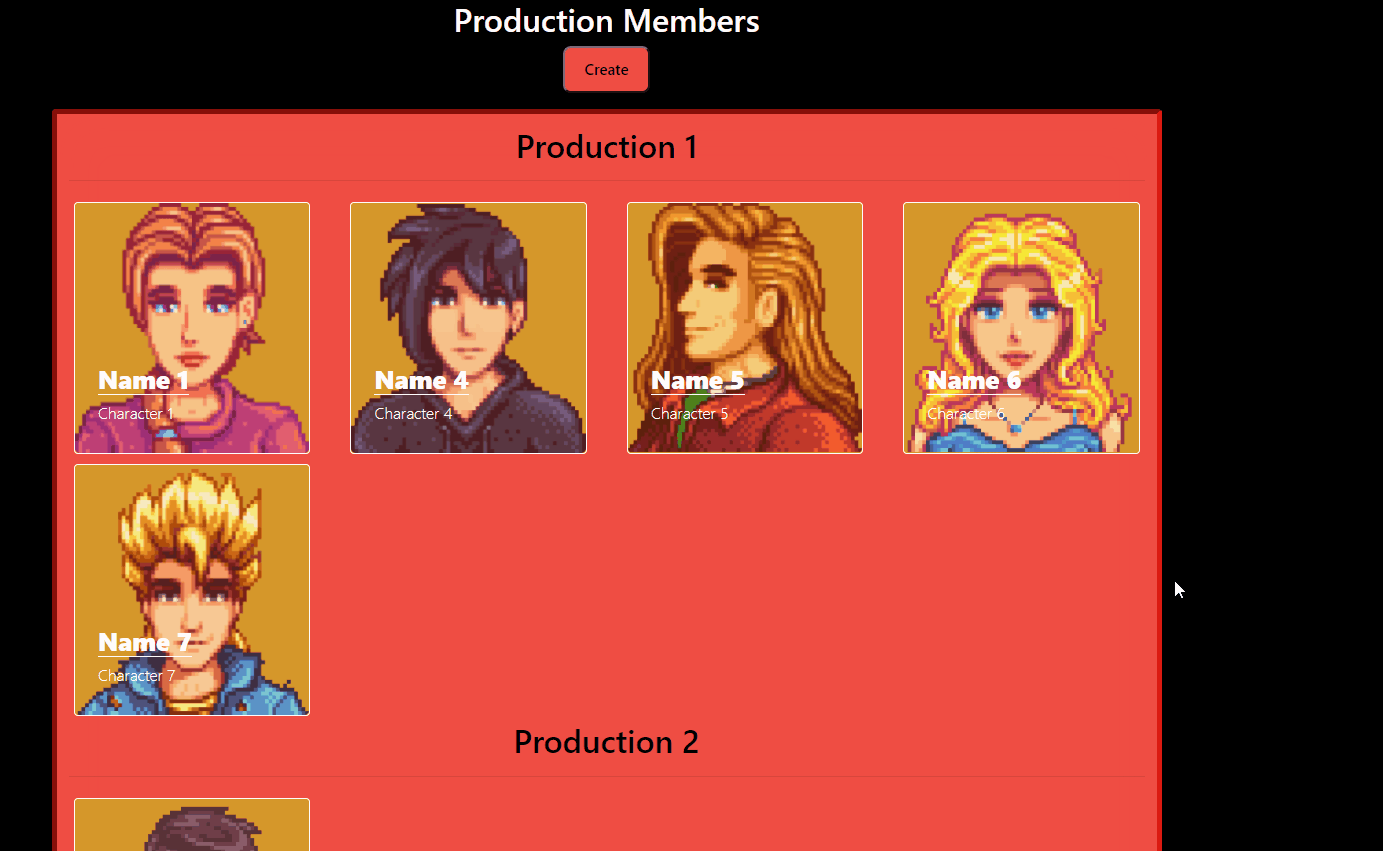 Production Members
Create
Production 1
Name 1
Character 1
Name 4
Character 4
Name 5
Character 5
Name 6
Character 6
Name 7
Character 7
Production 2